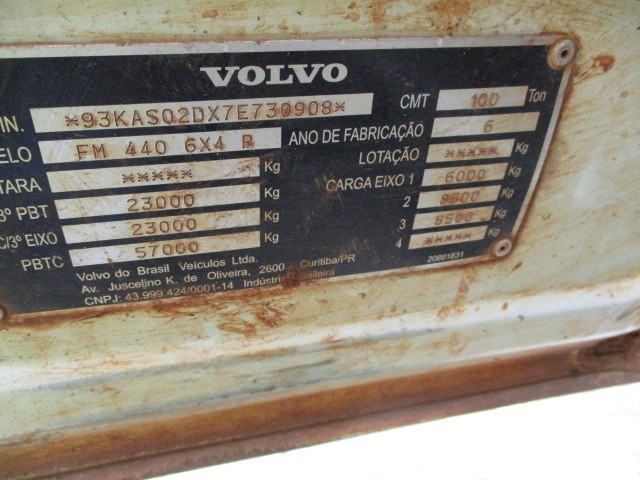 VOLVO
IN. *93KAS02DX7E730908* CMT 100 Ton
ELO FM 440 6X4 R ANO DE FABRICAÇÃO 6
TARA ***** Kg LOTAÇÃO ***** Kg
3º PBT 23000 Kg CARGA EIXO 1 6000 Kg
C/3º EIXO 23000 Kg 2 8500 Kg
PBTC 57000 Kg 3 8500 Kg
4 ***** Kg
Volvo do Brasil Veículos Ltda. 20891831
Av. Juscelino K. de Oliveira, 2600 Curitiba/PR
CNPJ: 43.999.424/0001-14 Indústria Brasileira